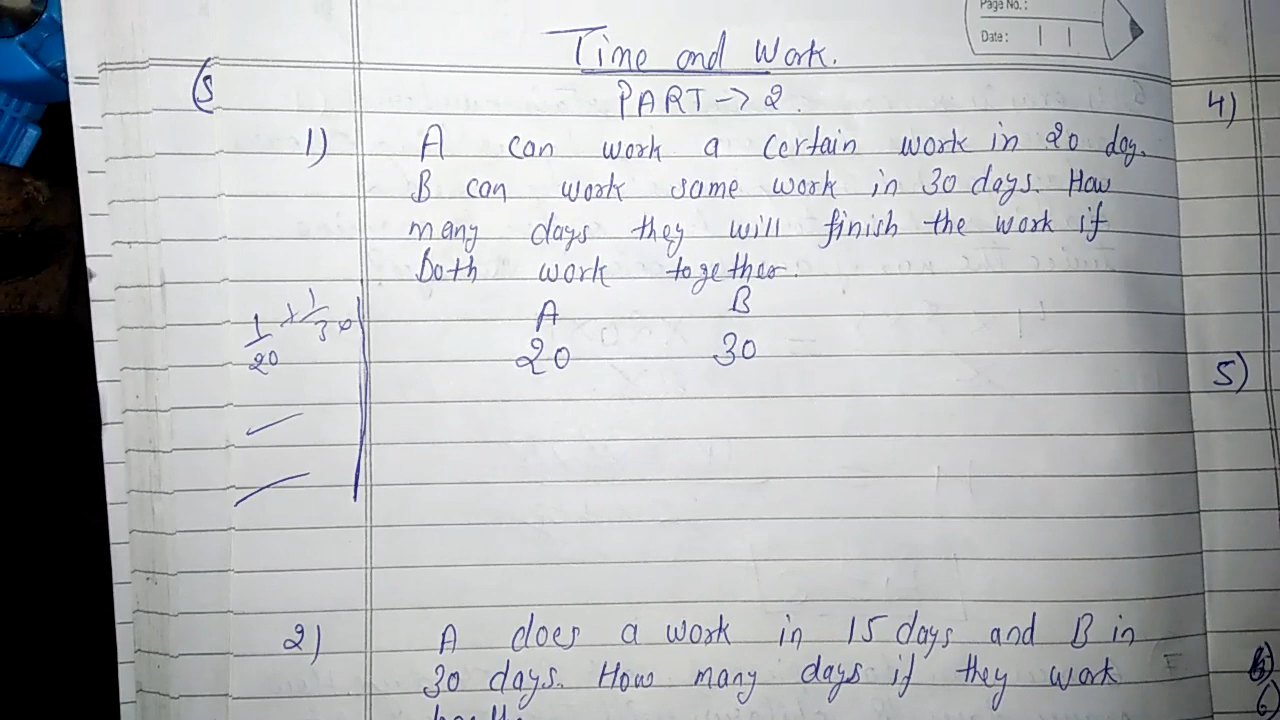 Page No.:
Date:
Time and Work.
PART → 2.
(S
1) A can work a certain work in 20 day.
B can work same work in 30 days. How
many days they will finish the work if
both work together.
A B
20 30
1/20 + 1/30
2) A does a work in 15 days and B in
30 days. How many days if they work
4)
5)
6)